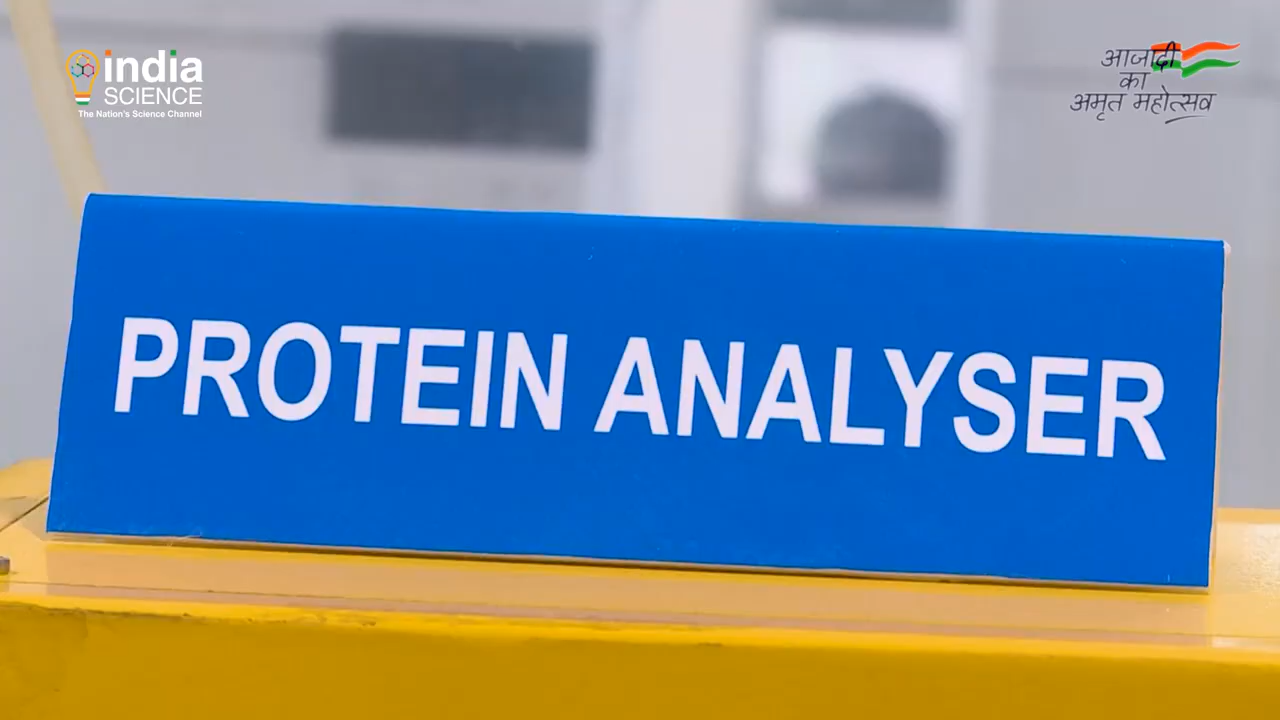 india
SCIENCE
The Nation's Science Channel
आजादी
का
अमृत महोत्सव
PROTEIN ANALYSER